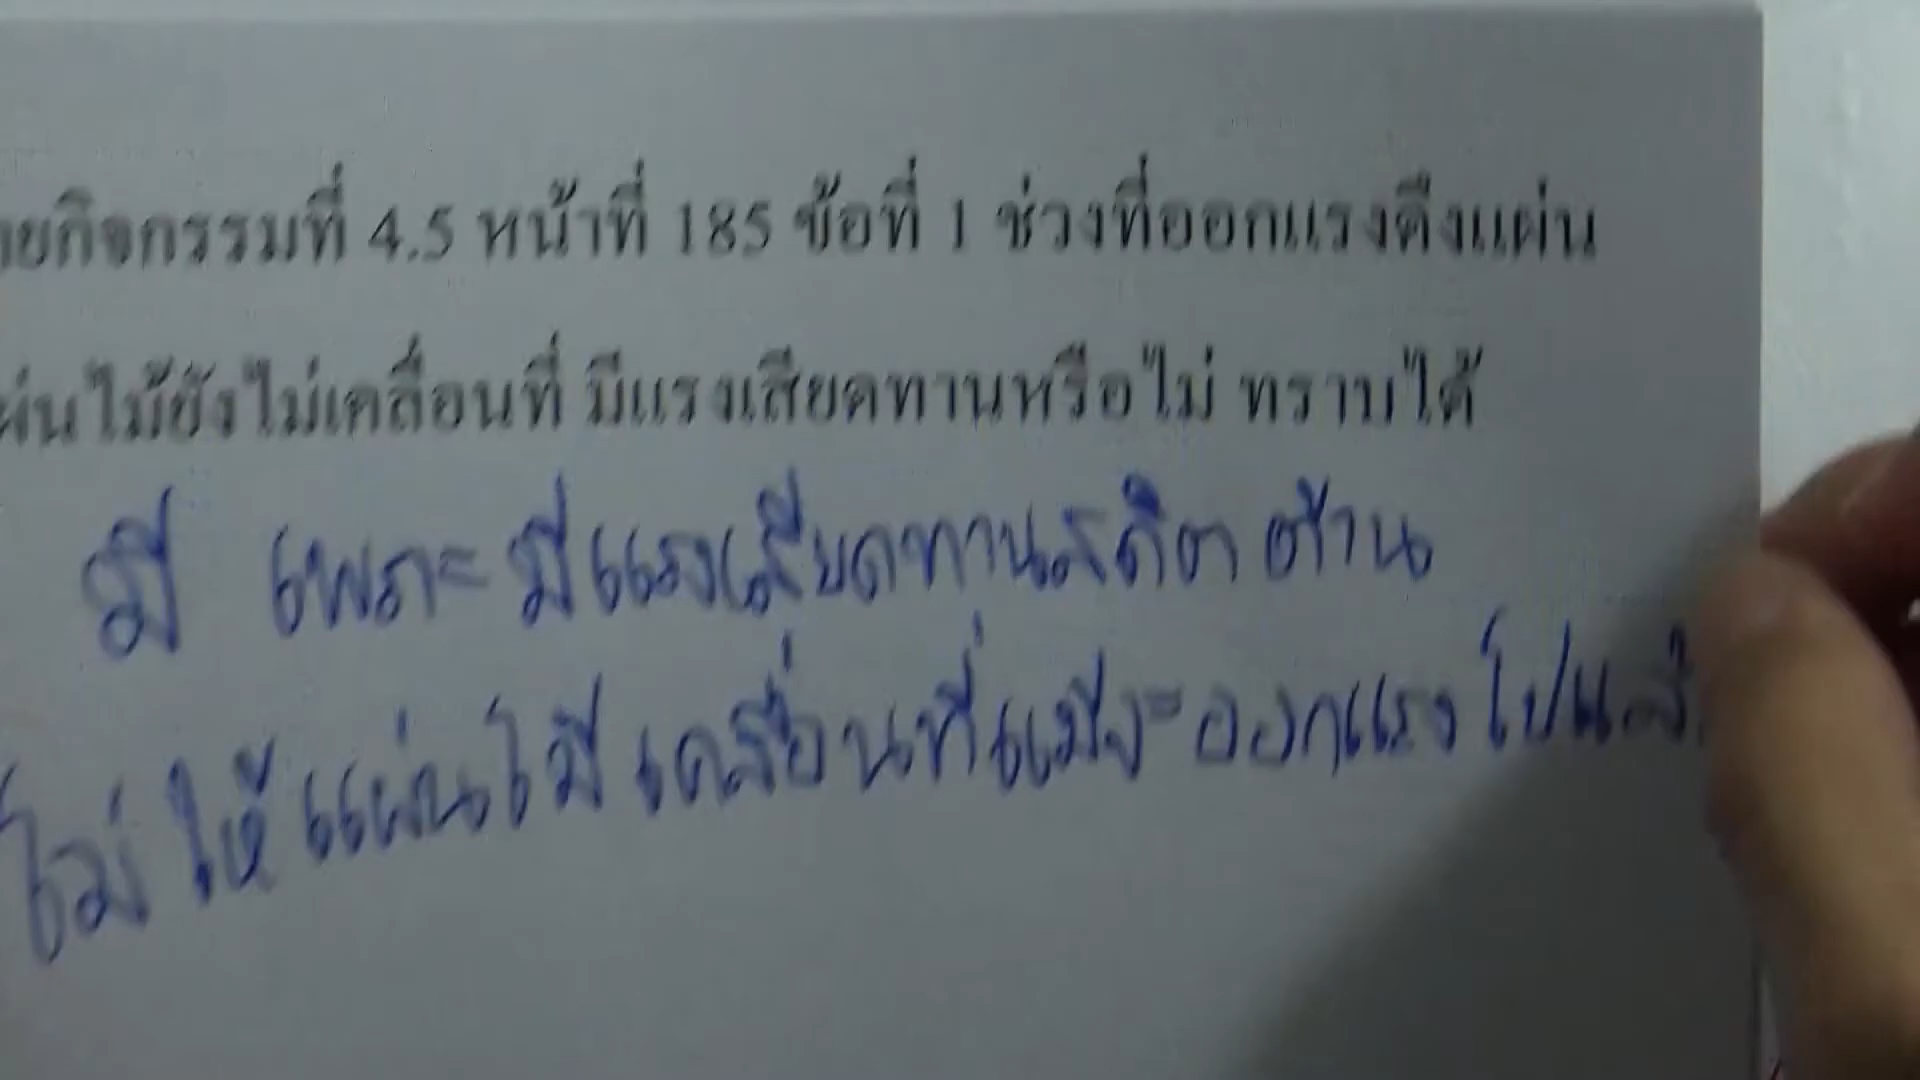 ายกิจกรรมที่ 4.5 หน้าที่ 185 ข้อที่ 1 ช่วงที่ออกแรงดึงแผ่น
ผ่นไม้ยังไม่เคลื่อนที่ มีแรงเสียดทานหรือไม่ ทราบได้
มี เพราะ มีแรงเสียดทานสถิต ต้าน
ไม่ ให้ แผ่นไม้ เคลื่อนที่แม้จะออกแรงไปแล้ว